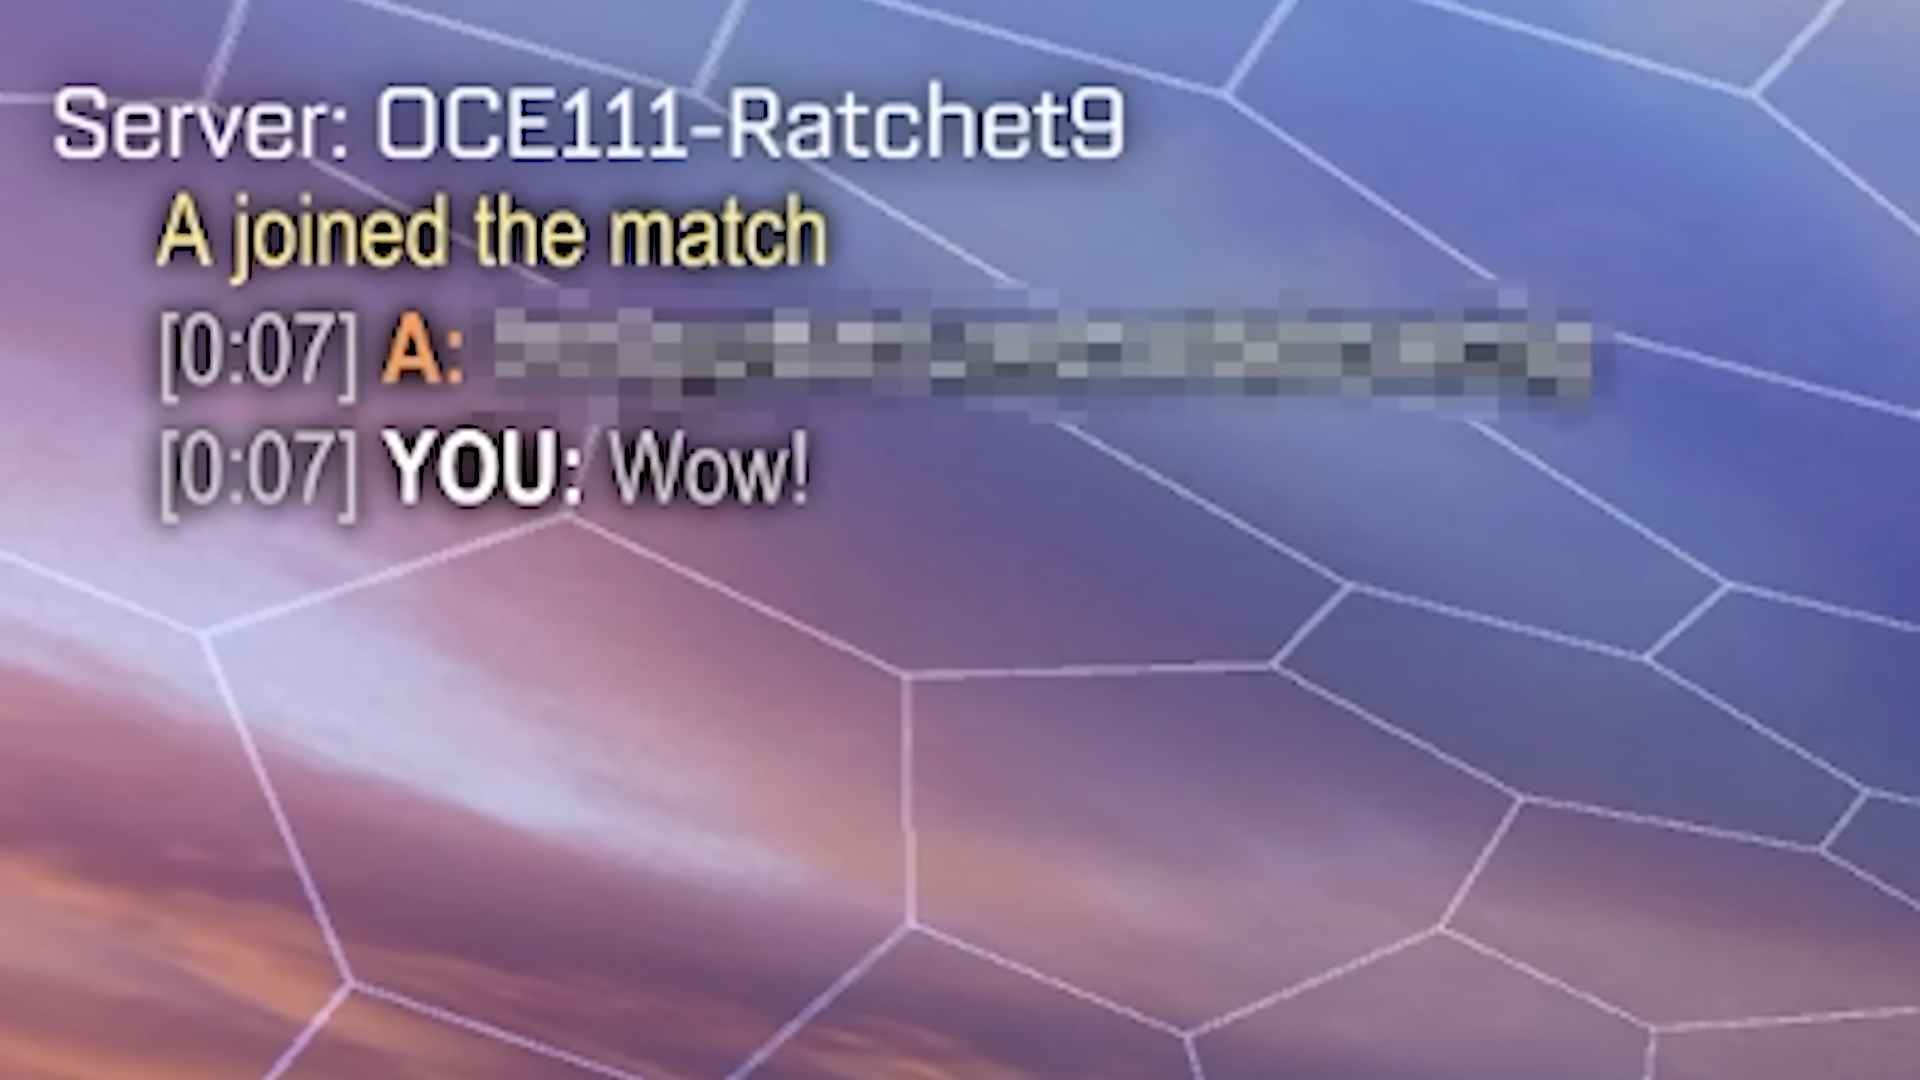 Server: OCE111-Ratchet9
A joined the match
[0:07] A:
[0:07] YOU: Wow!